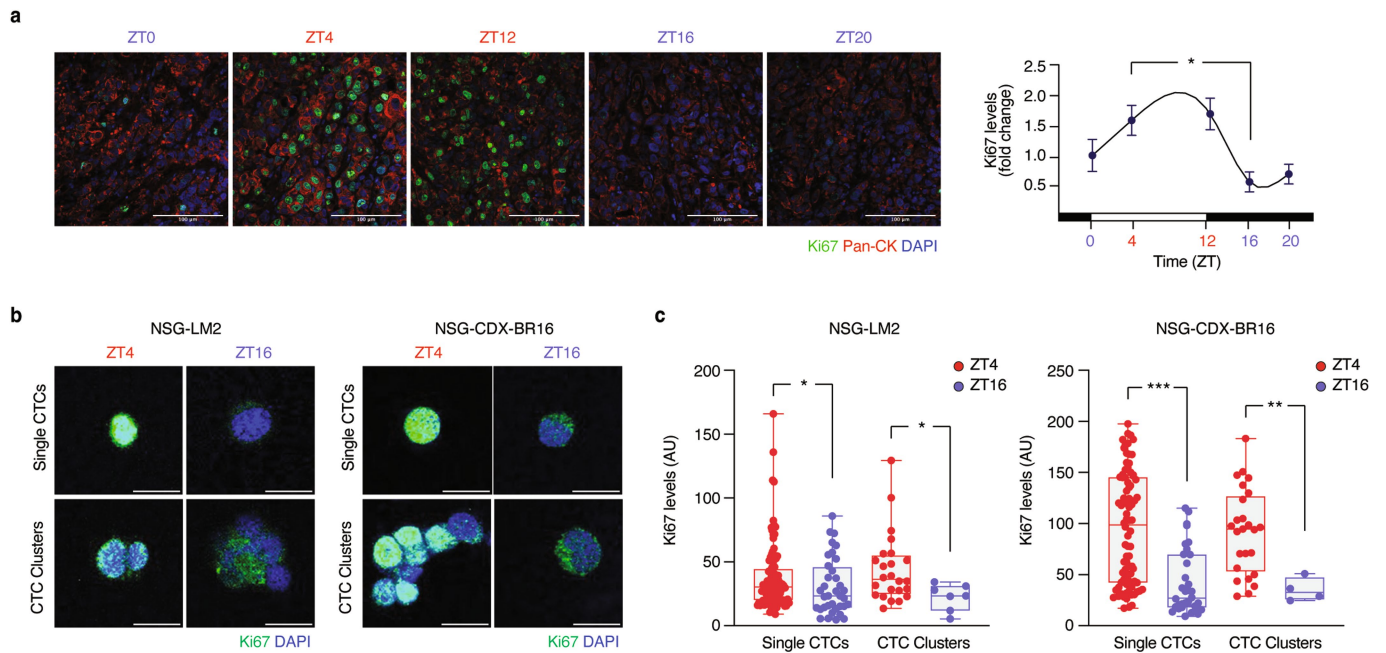 a
ZT0 ZT4 ZT12 ZT16 ZT20
100 µm 100 µm 100 µm 100 µm 100 µm
Ki67 Pan-CK DAPI
Ki67 levels
(fold change)
2.5
2.0
1.5
1.0
0.5
*
0 4 12 16 20
Time (ZT)
b
NSG-LM2 NSG-CDX-BR16
ZT4 ZT16 ZT4 ZT16
Single CTCs Single CTCs
CTC Clusters CTC Clusters
Ki67 DAPI Ki67 DAPI
c
NSG-LM2
ZT4
ZT16
Ki67 levels (AU)
200
150
100
50
0
* *
Single CTCs CTC Clusters
NSG-CDX-BR16
ZT4
ZT16
Ki67 levels (AU)
250
200
150
100
50
0
*** **
Single CTCs CTC Clusters